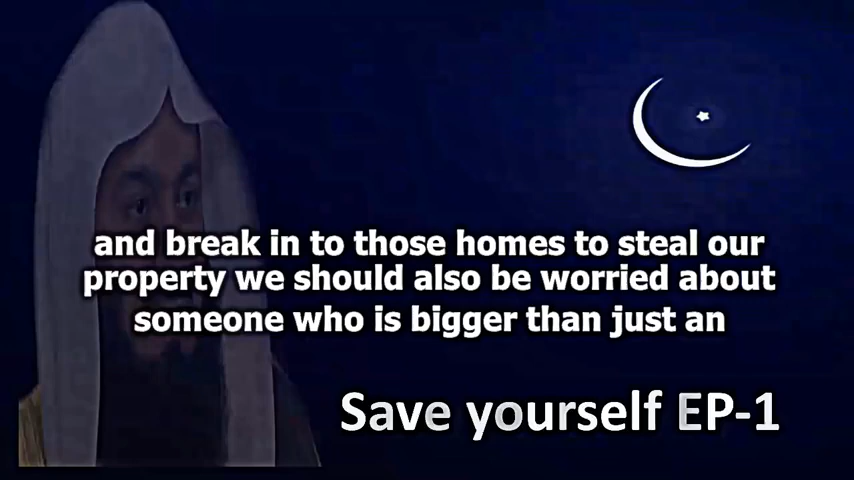 and break in to those homes to steal our
property we should also be worried about
someone who is bigger than just an
Save yourself EP-1